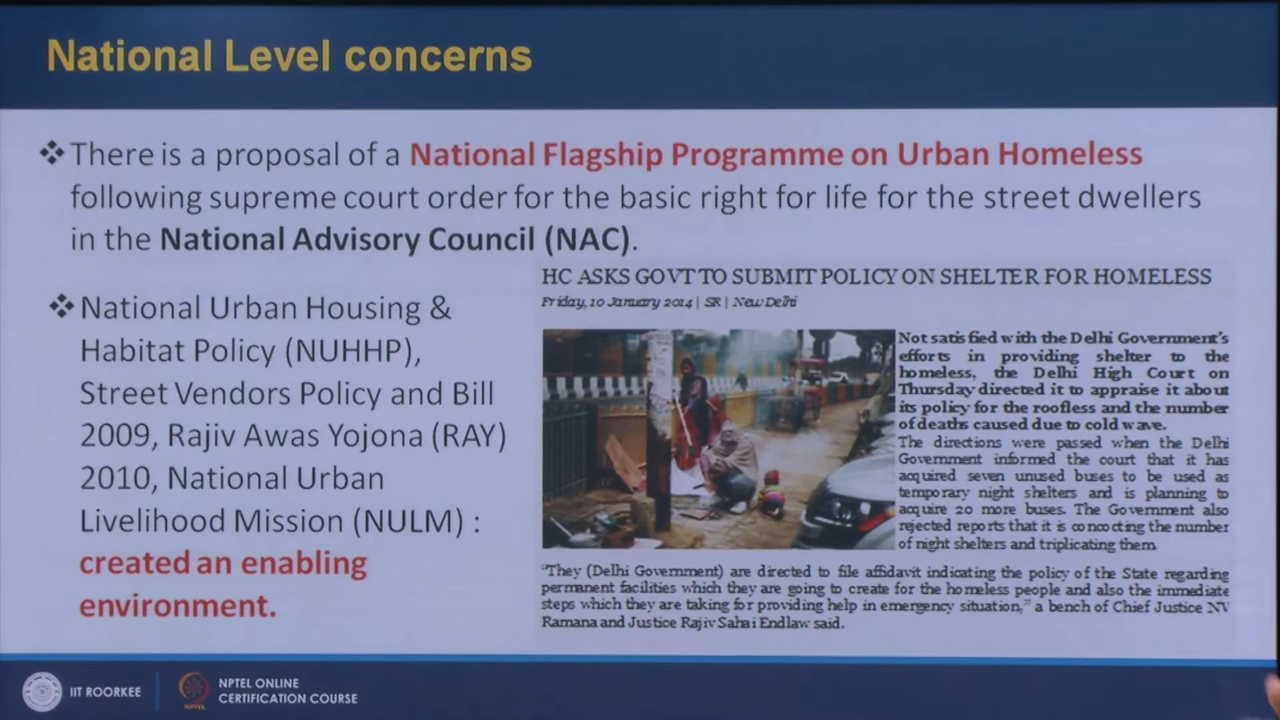 National Level concerns
❖ There is a proposal of a National Flagship Programme on Urban Homeless
following supreme court order for the basic right for life for the street dwellers
in the National Advisory Council (NAC).
❖ National Urban Housing &
Habitat Policy (NUHHP),
Street Vendors Policy and Bill
2009, Rajiv Awas Yojona (RAY)
2010, National Urban
Livelihood Mission (NULM) :
created an enabling
environment.
HC ASKS GOVT TO SUBMIT POLICY ON SHELTER FOR HOMELESS
Friday, 10 January 2014 | SR | New Delhi
Not satisfied with the Delhi Government's
efforts in providing shelter to the
homeless, the Delhi High Court on
Thursday directed it to appraise it about
its policy for the roofless and the number
of deaths caused due to cold wave.
The directions were passed when the Delhi
Government informed the court that it has
acquired seven unused buses to be used as
temporary night shelters and is planning to
acquire 20 more buses. The Government also
rejected reports that it is concocting the number
of night shelters and triplicating them.
"They (Delhi Government) are directed to file affidavit indicating the policy of the State regarding
permanent facilities which they are going to create for the homeless people and also the immediate
steps which they are taking for providing help in emergency situation," a bench of Chief Justice NV
Ramana and Justice Rajiv Sahai Endlaw said.
IIT ROORKEE
NPTEL
NPTEL ONLINE
CERTIFICATION COURSE